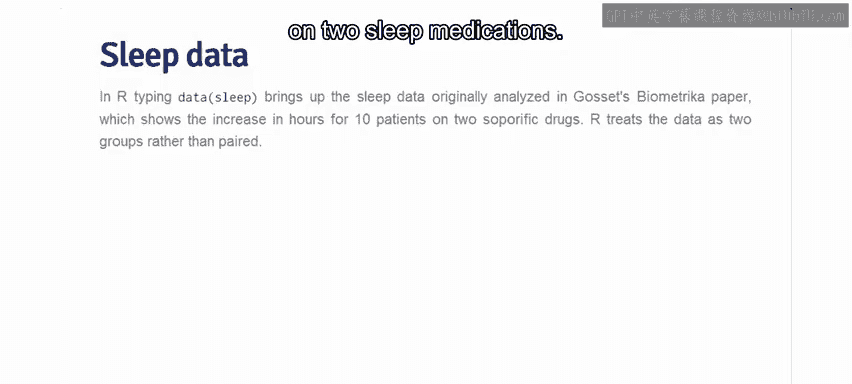 on two sleep medications.
Sleep data
In R typing data(sleep) brings up the sleep data originally analyzed in Gosset's Biometrika paper,
which shows the increase in hours for 10 patients on two soporific drugs. R treats the data as two
groups rather than paired.